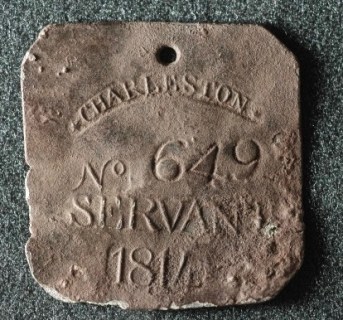 CHARLESTON
No 649
SERVANT
1814